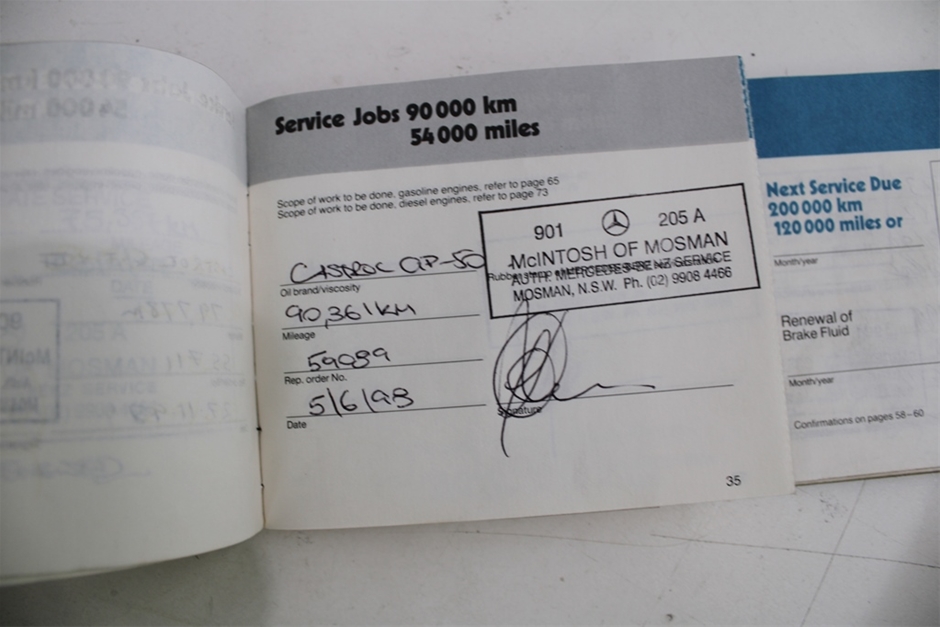 Service Jobs 90 000 km
54 000 miles
Scope of work to be done, gasoline engines, refer to page 65
Scope of work to be done, diesel engines, refer to page 73
901 205 A
McINTOSH OF MOSMAN
AUTH. MERCEDES-BENZ SERVICE
MOSMAN, N.S.W. Ph. (02) 9908 4466
CASTROL
Oil brand/viscosity
90,361KM
Mileage
59089
Rep. order No.
5/6/98
Date
Signature
35
Next Service Due
200 000 km
120 000 miles or
Month/year
Renewal of
Brake Fluid
Month/year
Confirmations on pages 58–60